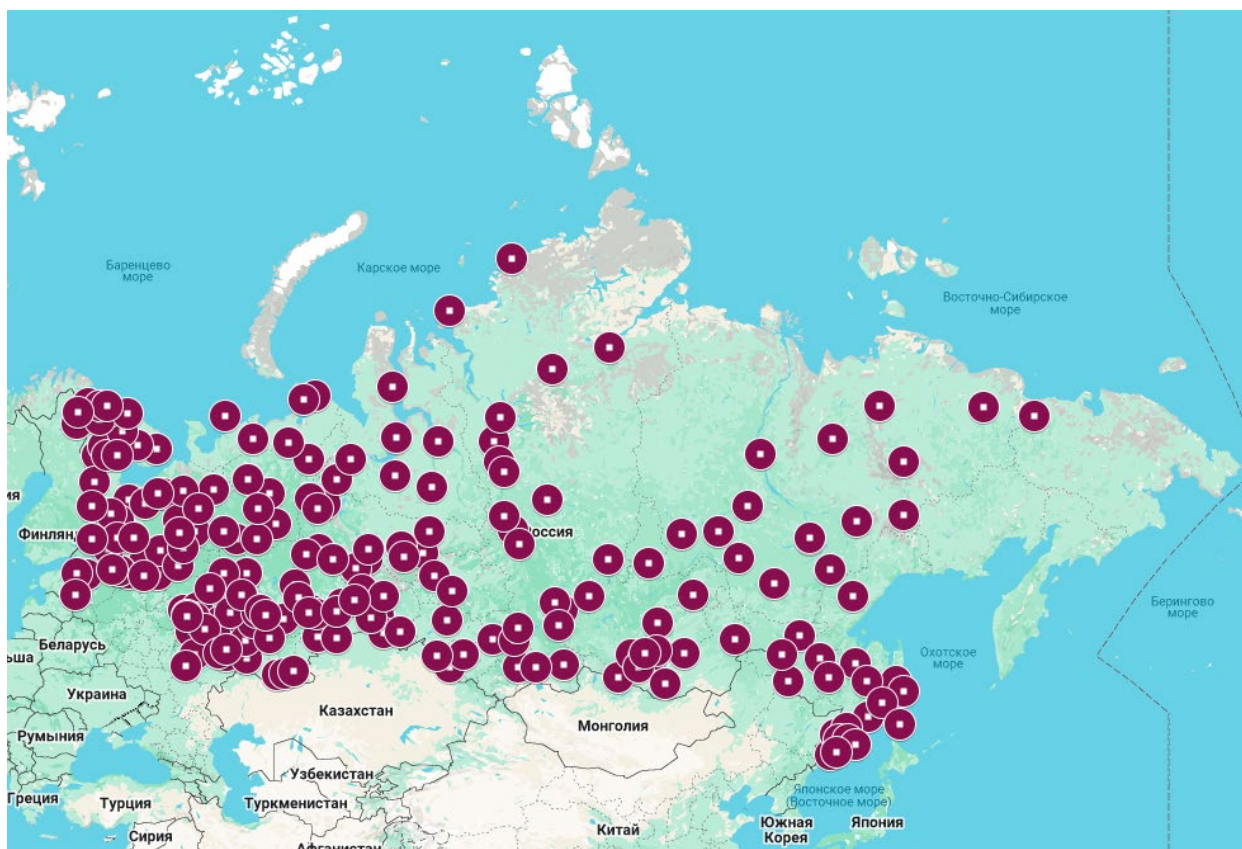 Баренцево
море
Карское море
Восточно-Сибирское
море
Финлян
оссия
Берингово
море
Беларусь
Охотское
море
Украина
Казахстан
Монголия
Румыния
Узбекистан
Греция
Турция
Туркменистан
Японское море
(Восточное море)
Сирия
Китай
Южная
Корея
Япония
Афганистан